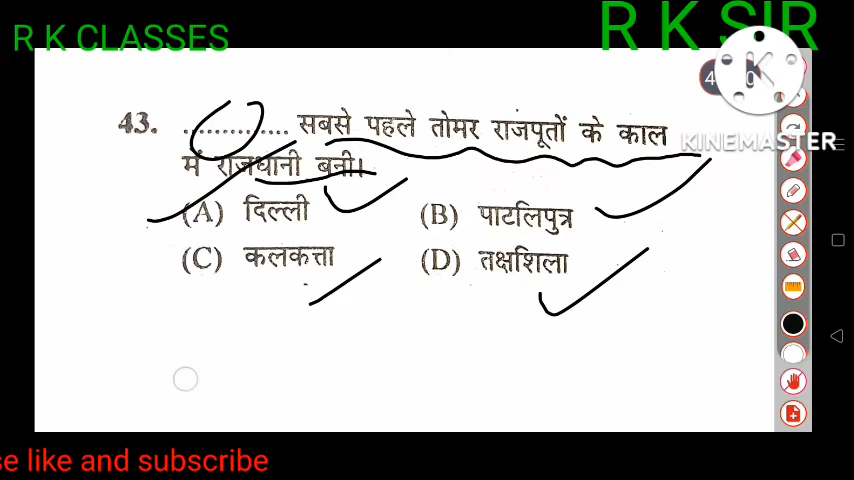 R K CLASSES
R K SIR
KINEMASTER
43. .............. सबसे पहले तोमर राजपूतों के काल
में राजधानी बनी।
(A) दिल्ली (B) पाटलिपुत्र
(C) कलकत्ता (D) तक्षशिला
se like and subscribe